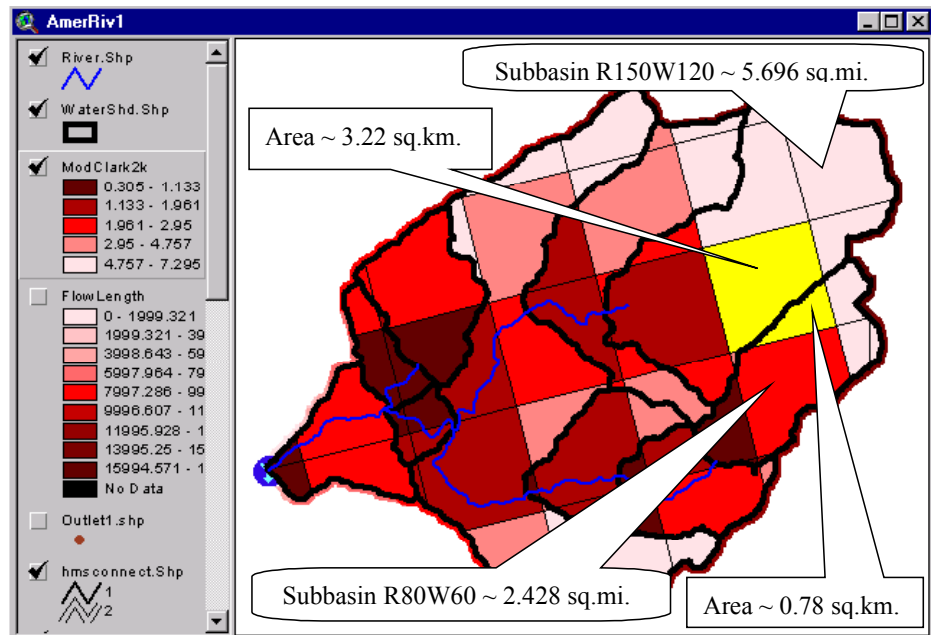 AmerRiv1
River.Shp
WaterShd.Shp
ModClark2k
0.305 - 1.133
1.133 - 1.961
1.961 - 2.95
2.95 - 4.757
4.757 - 7.295
FlowLength
0 - 1999.321
1999.321 - 39
3998.643 - 59
5997.964 - 79
7997.286 - 99
9996.607 - 11
11995.928 - 1
13995.25 - 15
15994.571 - 1
No Data
Outlet1.shp
hmsconnect.Shp
1
2
Subbasin R150W120 ~ 5.696 sq.mi.
Area ~ 3.22 sq.km.
Subbasin R80W60 ~ 2.428 sq.mi.
Area ~ 0.78 sq.km.